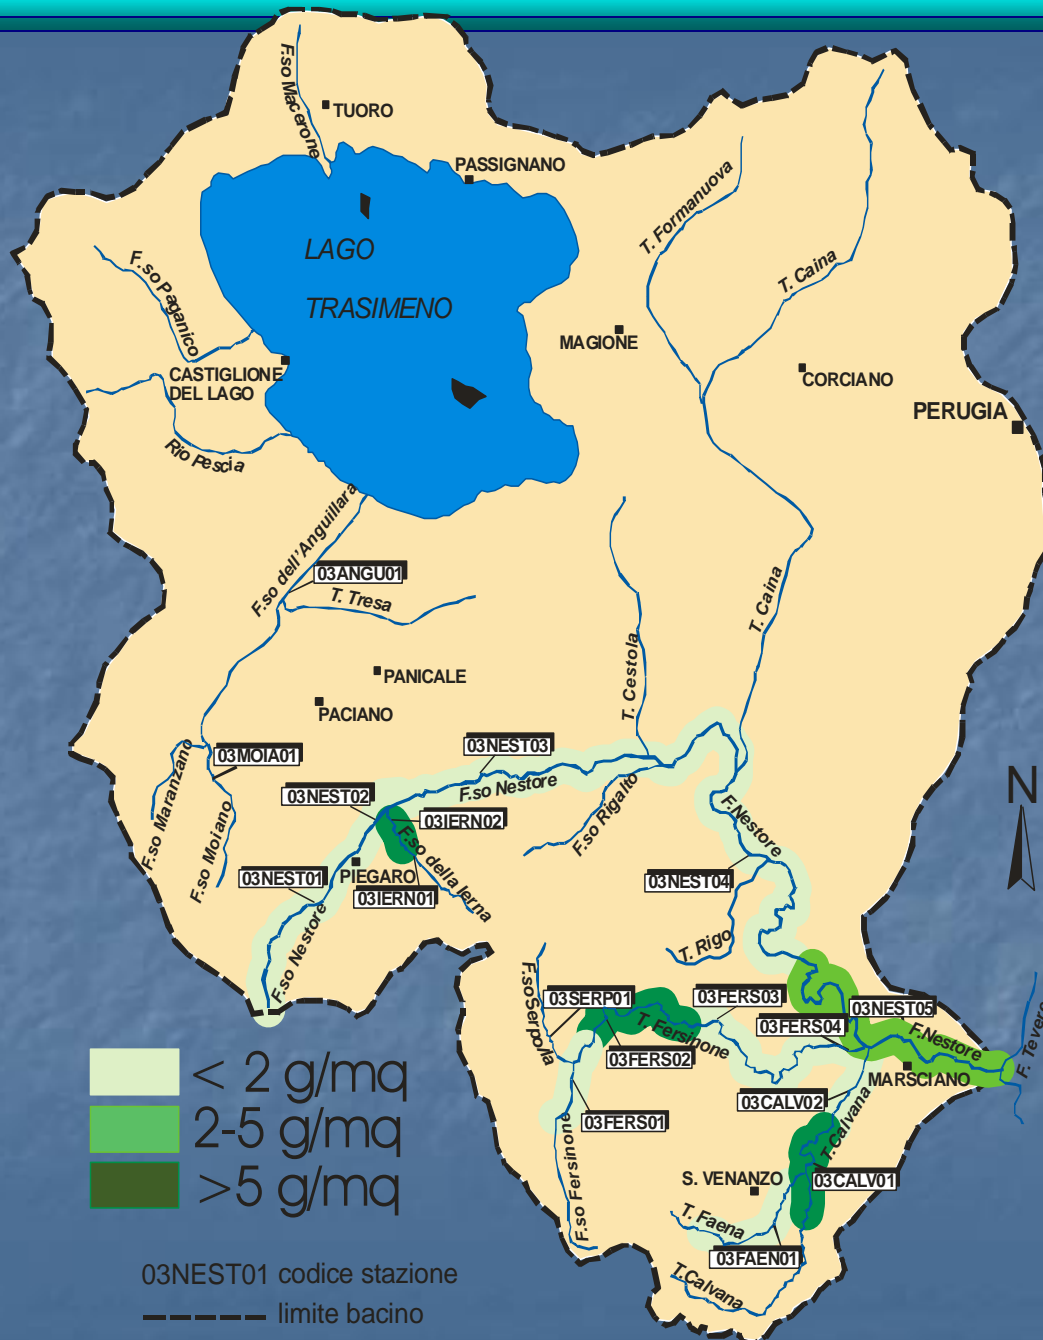 F.so Macerone
TUORO
PASSIGNANO
LAGO
TRASIMENO
T. Formanuova
T. Caina
F.so Paganico
MAGIONE
CASTIGLIONE
DEL LAGO
CORCIANO
PERUGIA
Rio Pescia
F.so dell'Anguillara
03ANGU01
T. Tresa
T. Caina
T. Cestola
PANICALE
PACIANO
03MOIA01
03NEST03
F.so Maranzano
F.so Moiano
03NEST02
F.so Nestore
03IERN02
F.so Rigalto
F.Nestore
N
F.so della Ierna
PIEGARO
03NEST01
03IERN01
03NEST04
F.so Nestore
T. Rigo
F.so Serpolla
03SERP01
03FERS03
03NEST05
03FERS04
T. Fersinone
F.Nestore
F. Tevere
03FERS02
MARSCIANO
< 2 g/mq
2-5 g/mq
>5 g/mq
03CALV02
03FERS01
T.Calvana
F.so Fersinone
S. VENANZO
03CALV01
T. Faena
03FAEN01
T.Calvana
03NEST01 codice stazione
limite bacino